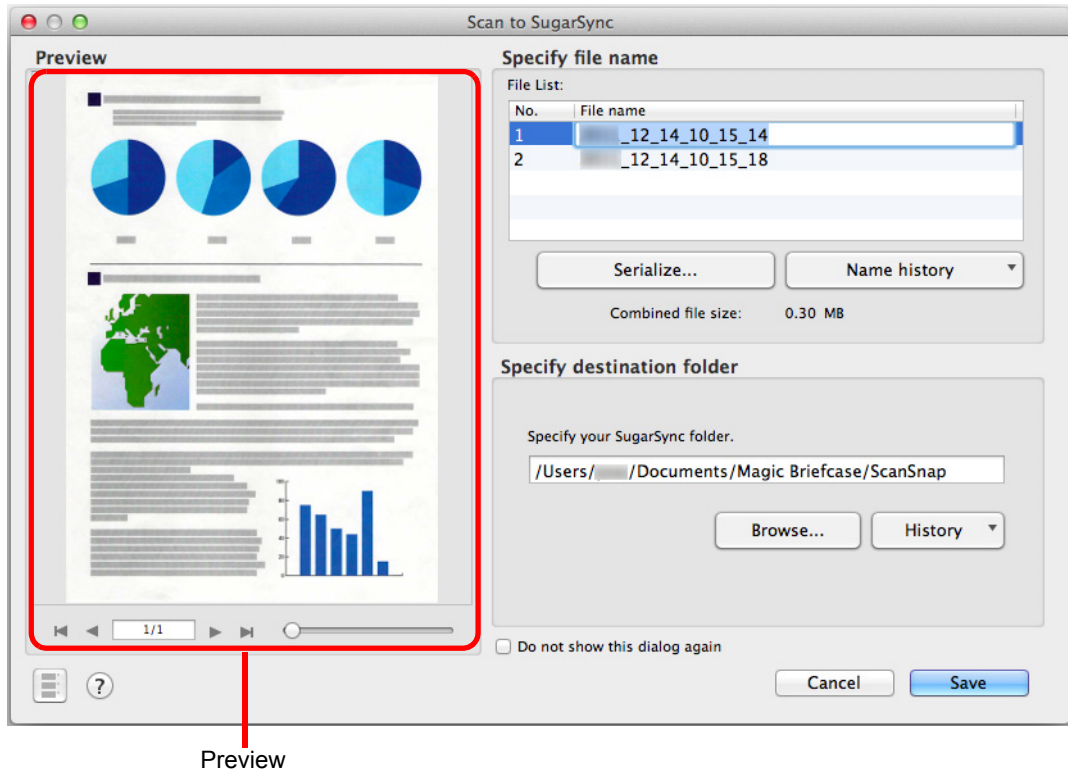 Scan to SugarSync
Preview
1/1
Specify file name
File List:
No. File name
1 _12_14_10_15_14
2 _12_14_10_15_18
Serialize... Name history
Combined file size: 0.30 MB
Specify destination folder
Specify your SugarSync folder.
/Users/ /Documents/Magic Briefcase/ScanSnap
Browse... History
Do not show this dialog again
? Cancel Save
Preview